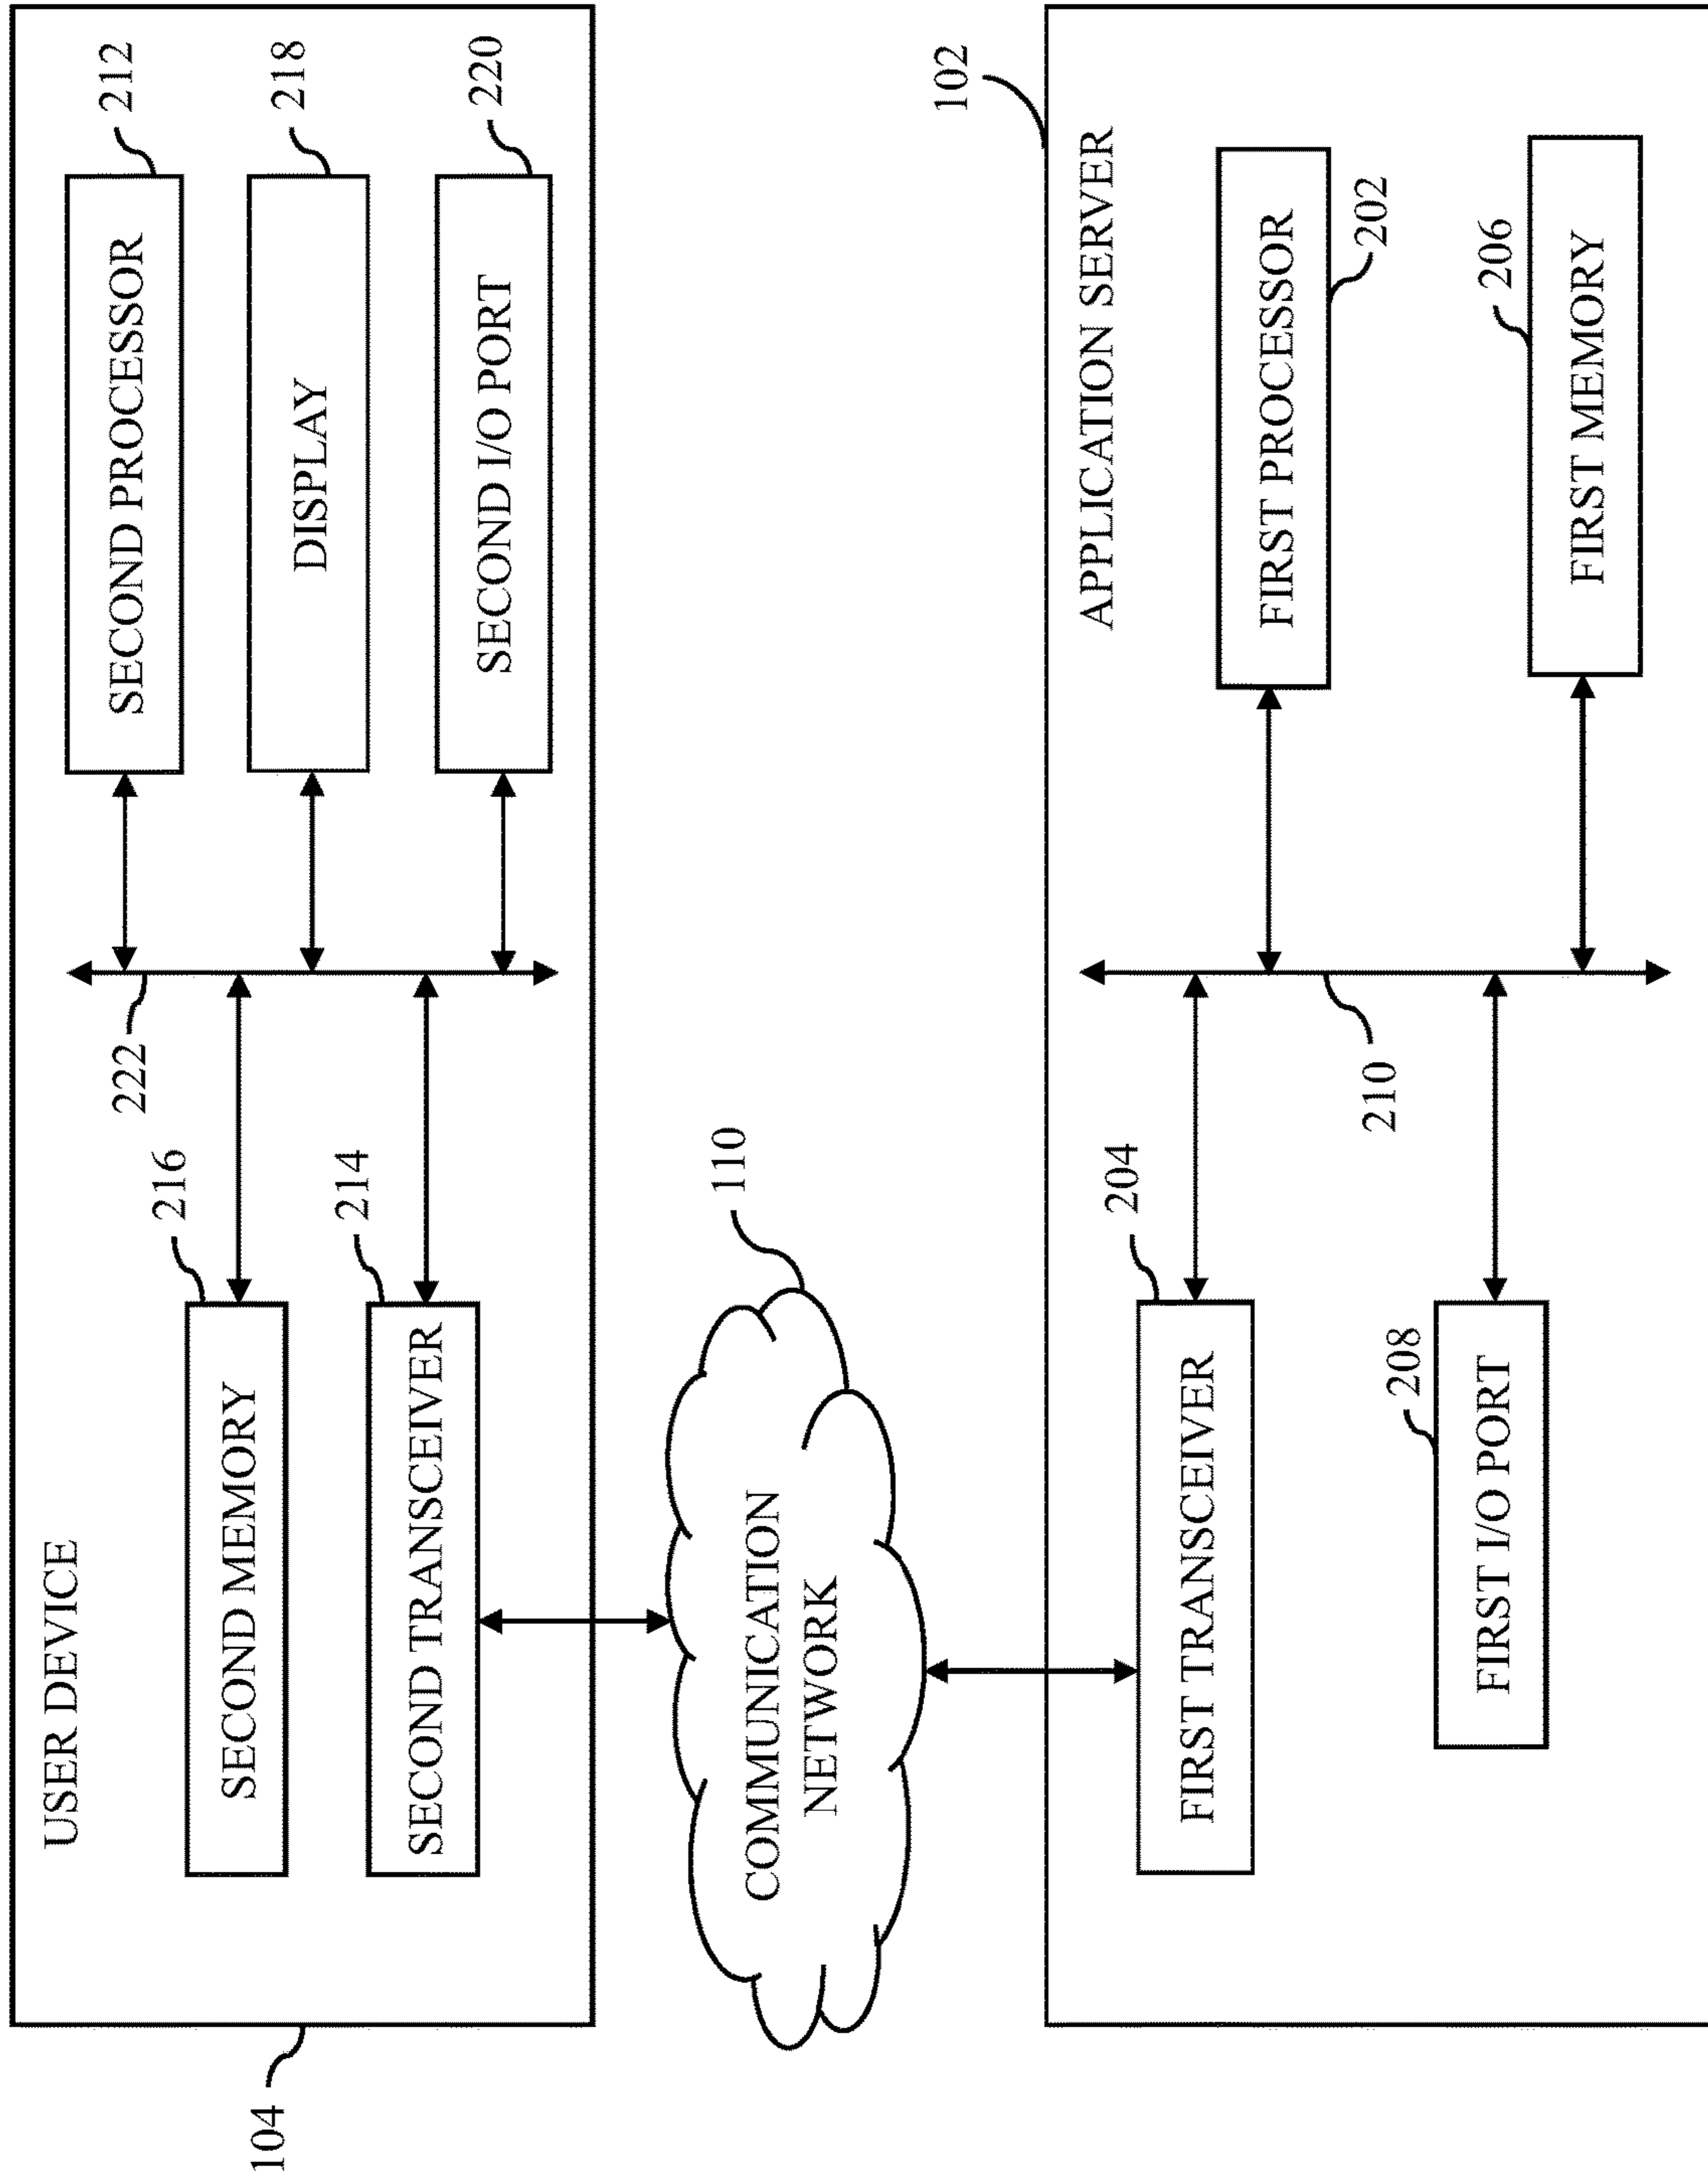 104
USER DEVICE
216
SECOND MEMORY
214
SECOND TRANSCEIVER
222
212
SECOND PROCESSOR
218
DISPLAY
220
SECOND I/O PORT
110
COMMUNICATION
NETWORK
102
APPLICATION SERVER
204
FIRST TRANSCEIVER
208
FIRST I/O PORT
210
FIRST PROCESSOR
202
206
FIRST MEMORY